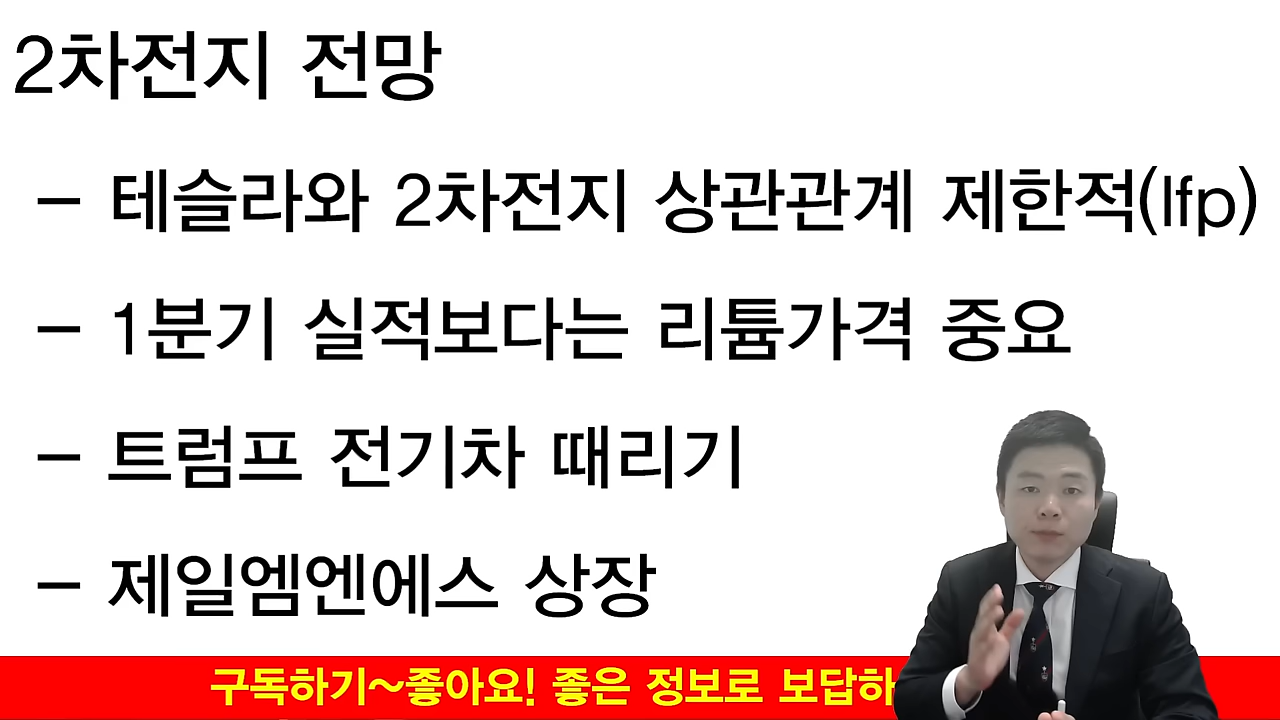 2차전지 전망
- 테슬라와 2차전지 상관관계 제한적(lfp)
- 1분기 실적보다는 리튬가격 중요
- 트럼프 전기차 때리기
- 제일엠엔에스 상장
구독하기~좋아요! 좋은 정보로 보답하